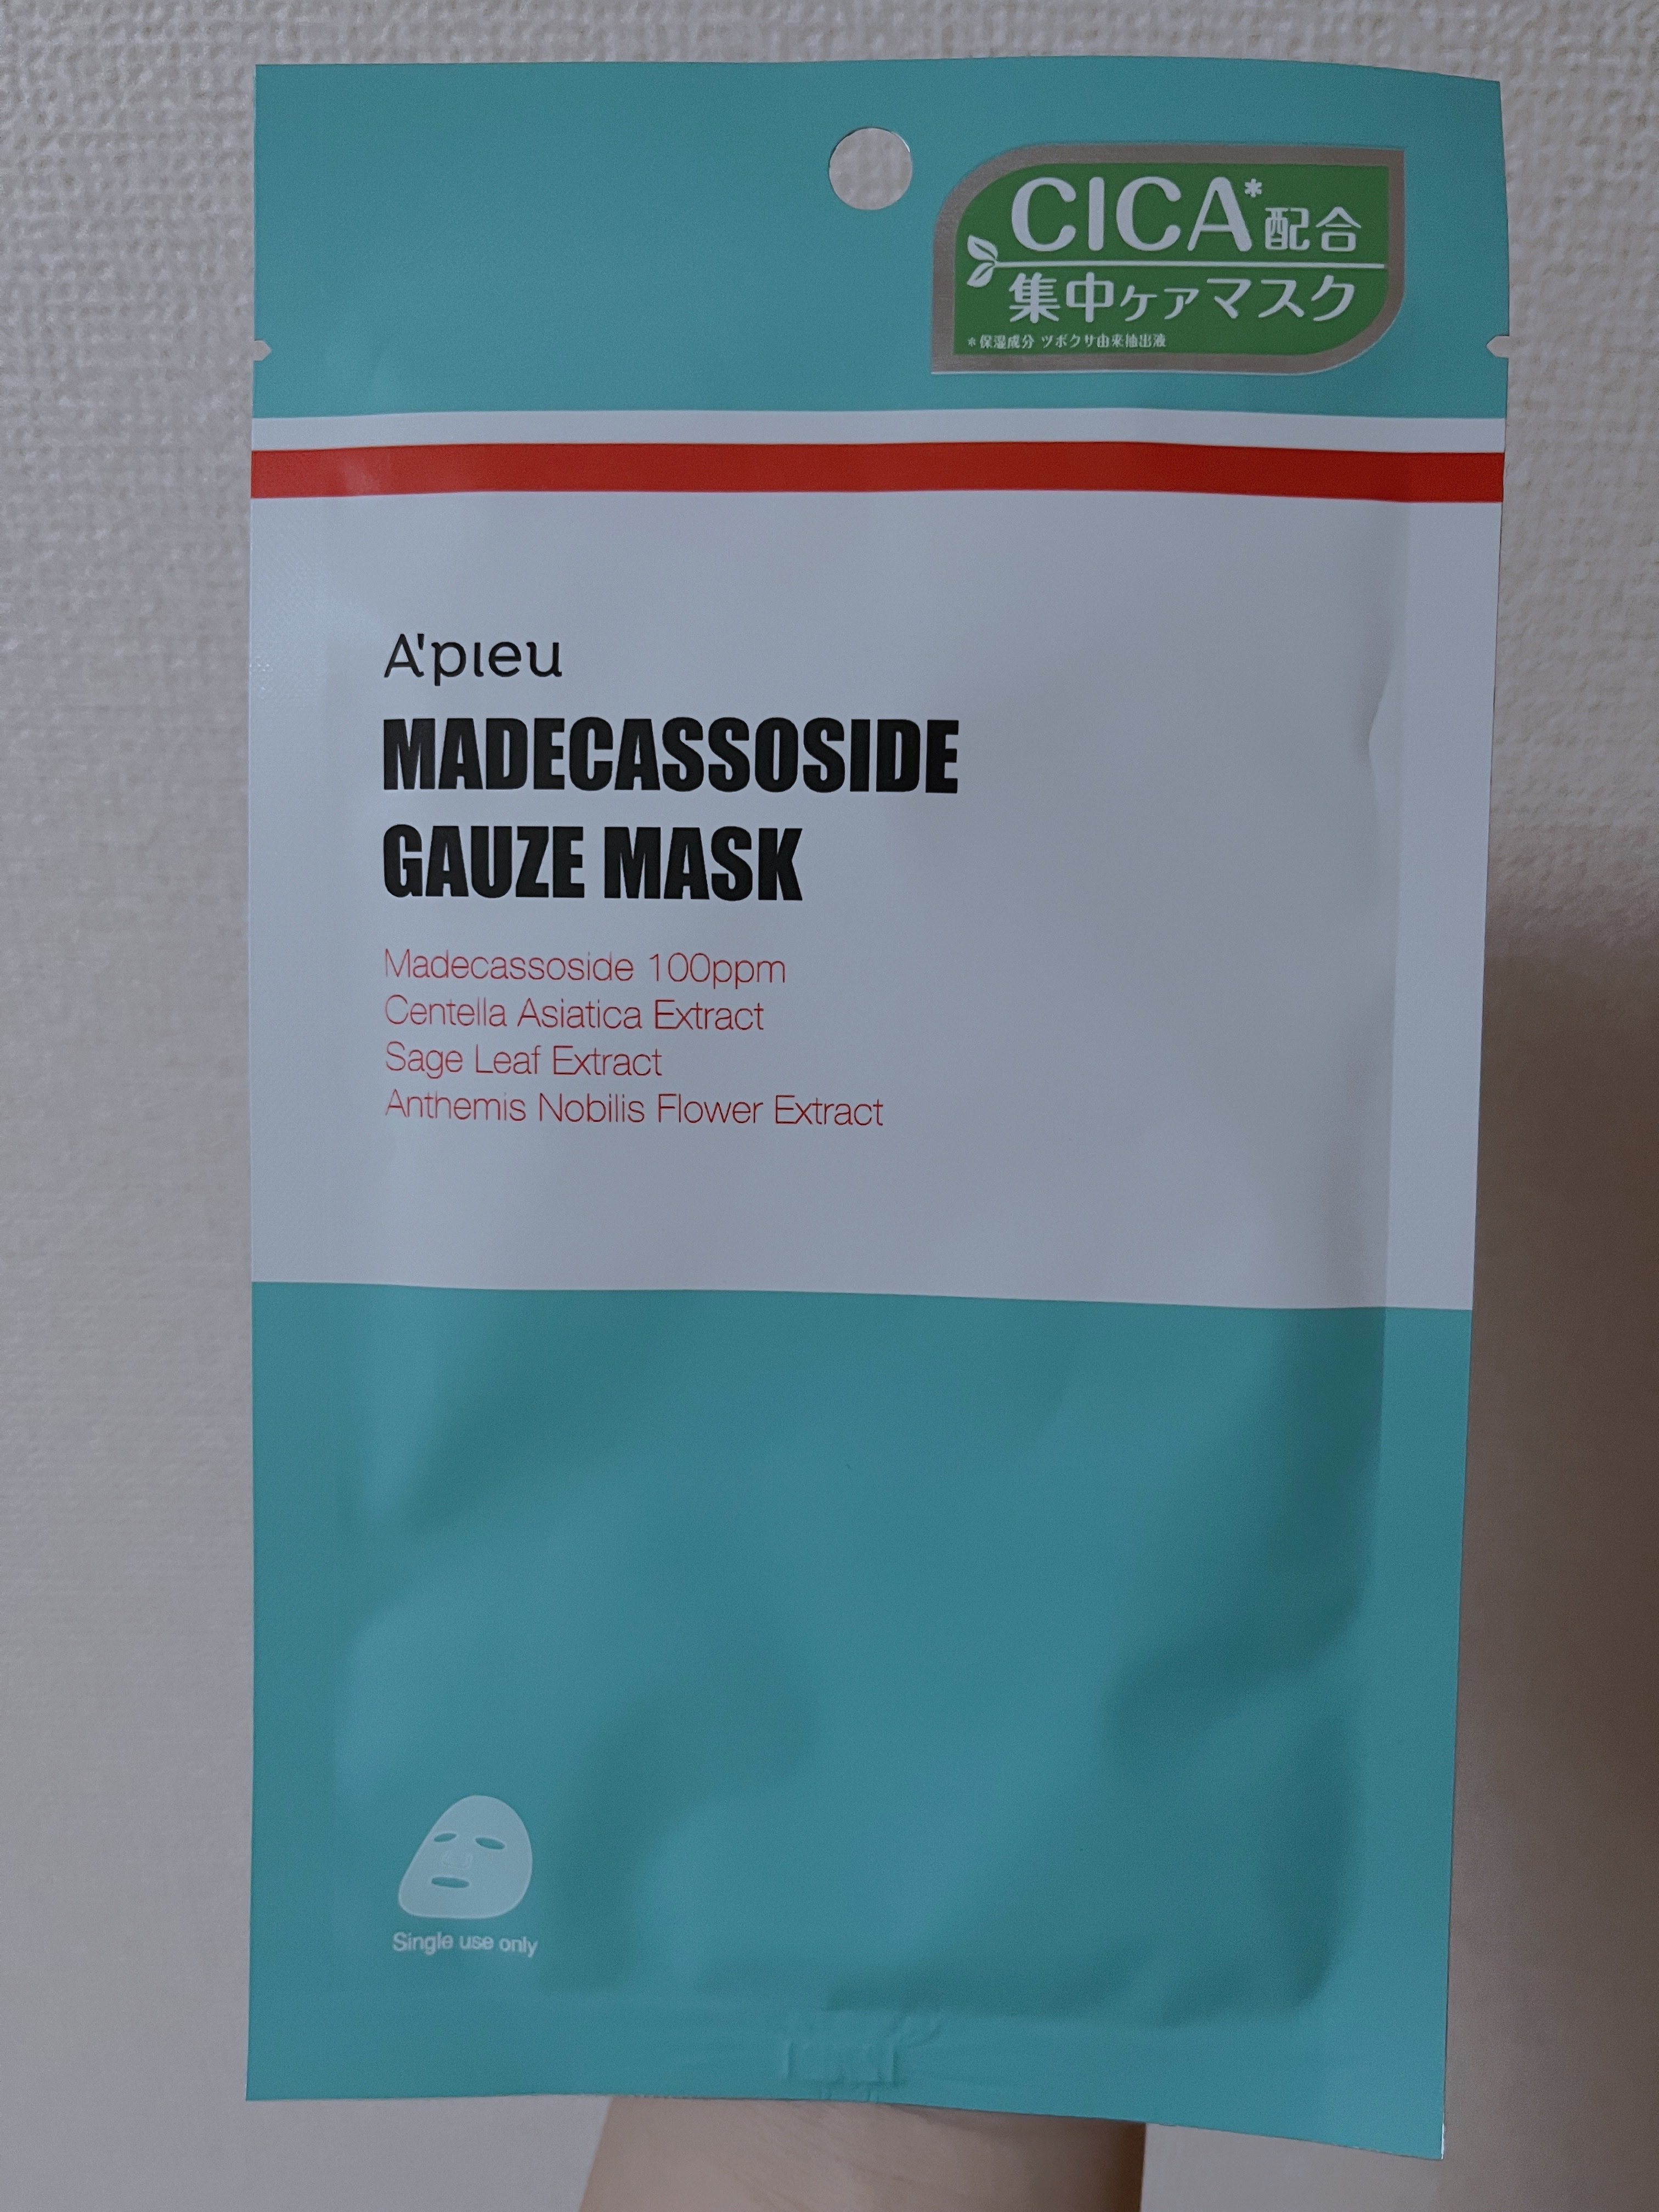 CICA*配合
集中ケアマスク
*保湿成分 ツボクサ由来抽出液
A'pieu
MADECASSOSIDE
GAUZE MASK
Madecassoside 100ppm
Centella Asiatica Extract
Sage Leaf Extract
Anthemis Nobilis Flower Extract
Single use only